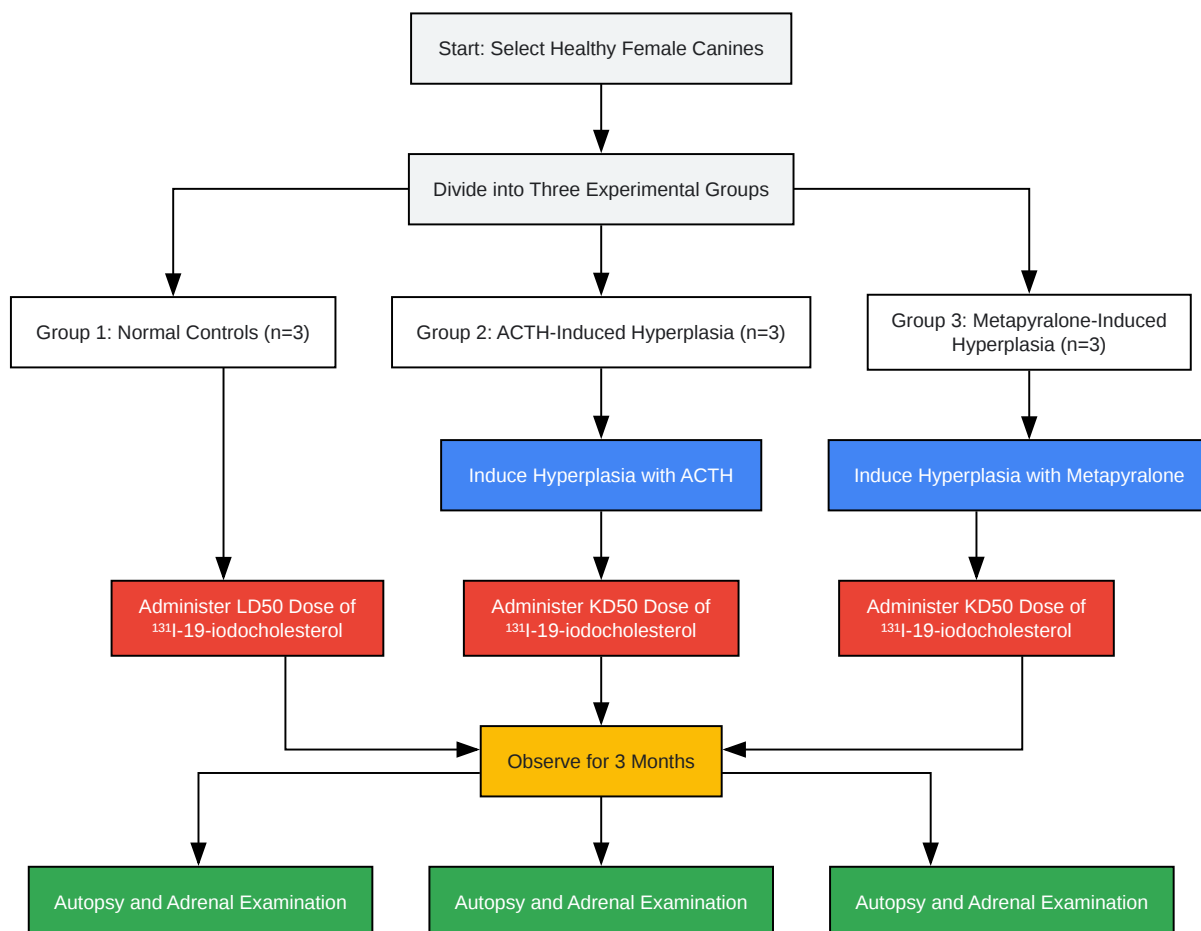 Start: Select Healthy Female Canines
Divide into Three Experimental Groups
Group 1: Normal Controls (n=3)
Group 2: ACTH-Induced Hyperplasia (n=3)
Group 3: Metapyralone-Induced
Hyperplasia (n=3)
Induce Hyperplasia with ACTH
Induce Hyperplasia with Metapyralone
Administer LD50 Dose of
¹³¹I-19-iodocholesterol
Administer KD50 Dose of
¹³¹I-19-iodocholesterol
Administer KD50 Dose of
¹³¹I-19-iodocholesterol
Observe for 3 Months
Autopsy and Adrenal Examination
Autopsy and Adrenal Examination
Autopsy and Adrenal Examination